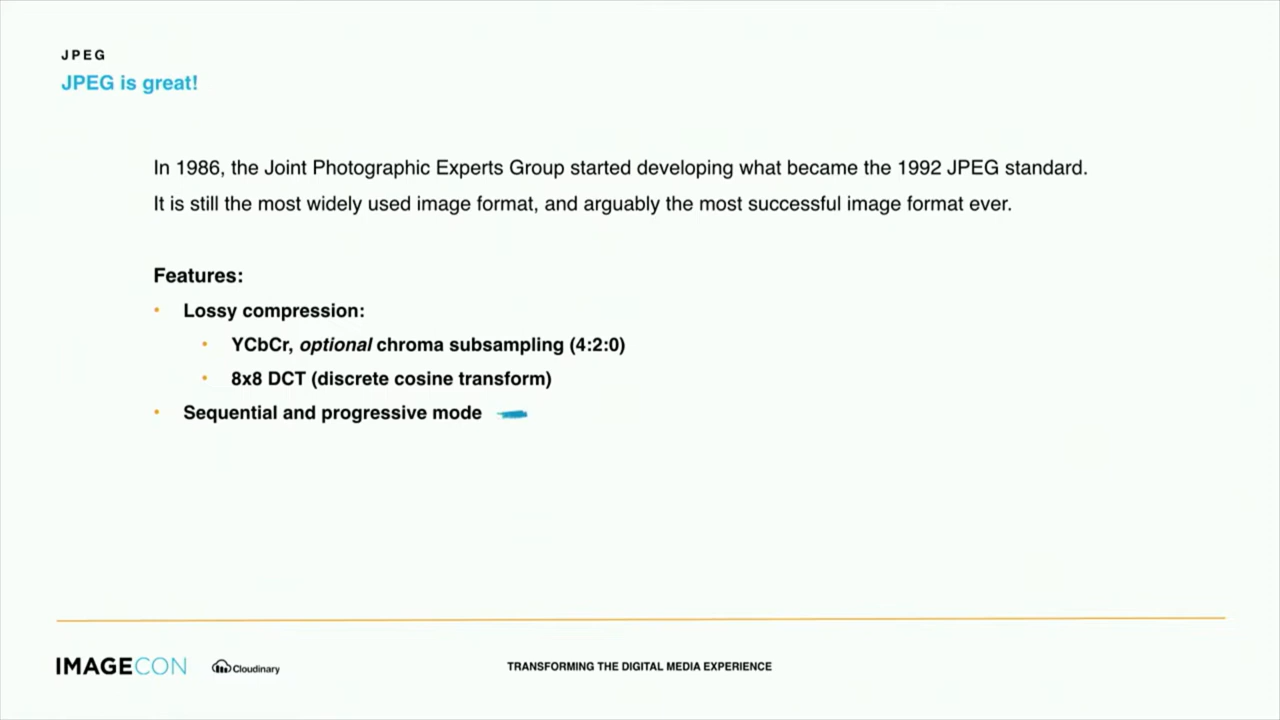 JPEG
JPEG is great!
In 1986, the Joint Photographic Experts Group started developing what became the 1992 JPEG standard.
It is still the most widely used image format, and arguably the most successful image format ever.
Features:
• Lossy compression:
• YCbCr, optional chroma subsampling (4:2:0)
• 8x8 DCT (discrete cosine transform)
• Sequential and progressive mode
IMAGECON Cloudinary TRANSFORMING THE DIGITAL MEDIA EXPERIENCE